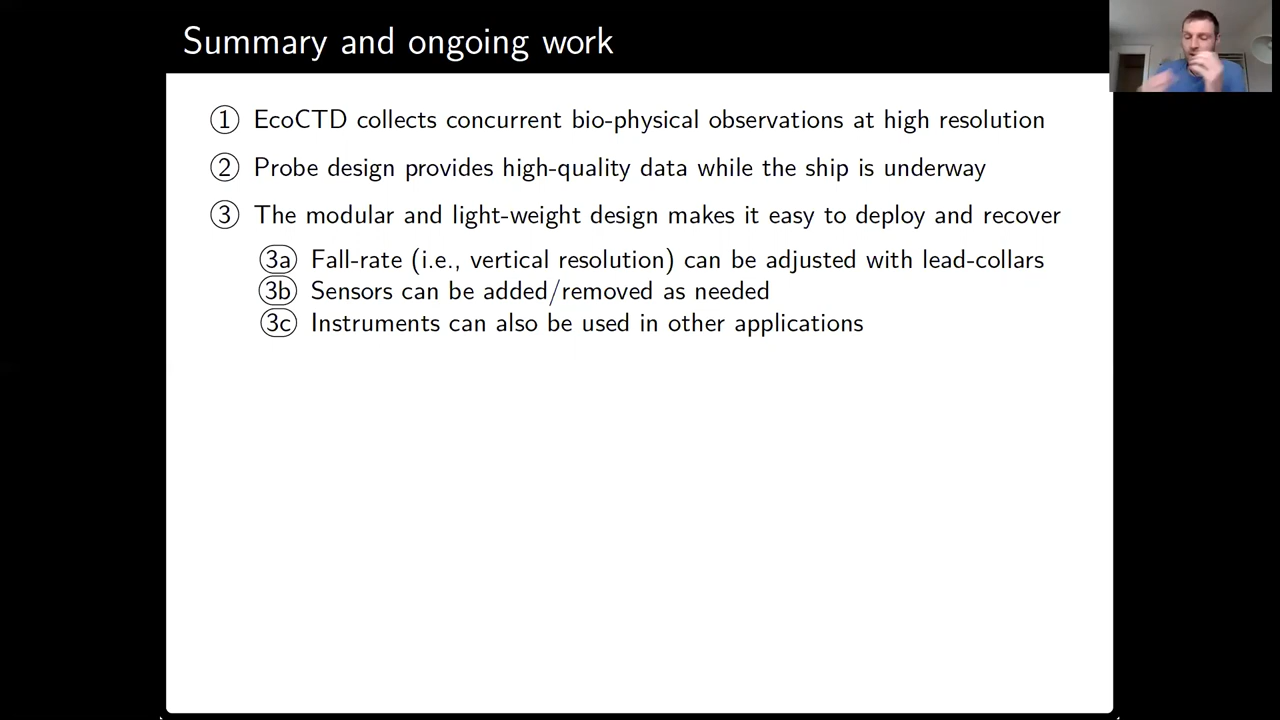 Summary and ongoing work
1 EcoCTD collects concurrent bio-physical observations at high resolution
2 Probe design provides high-quality data while the ship is underway
3 The modular and light-weight design makes it easy to deploy and recover
3a Fall-rate (i.e., vertical resolution) can be adjusted with lead-collars
3b Sensors can be added/removed as needed
3c Instruments can also be used in other applications